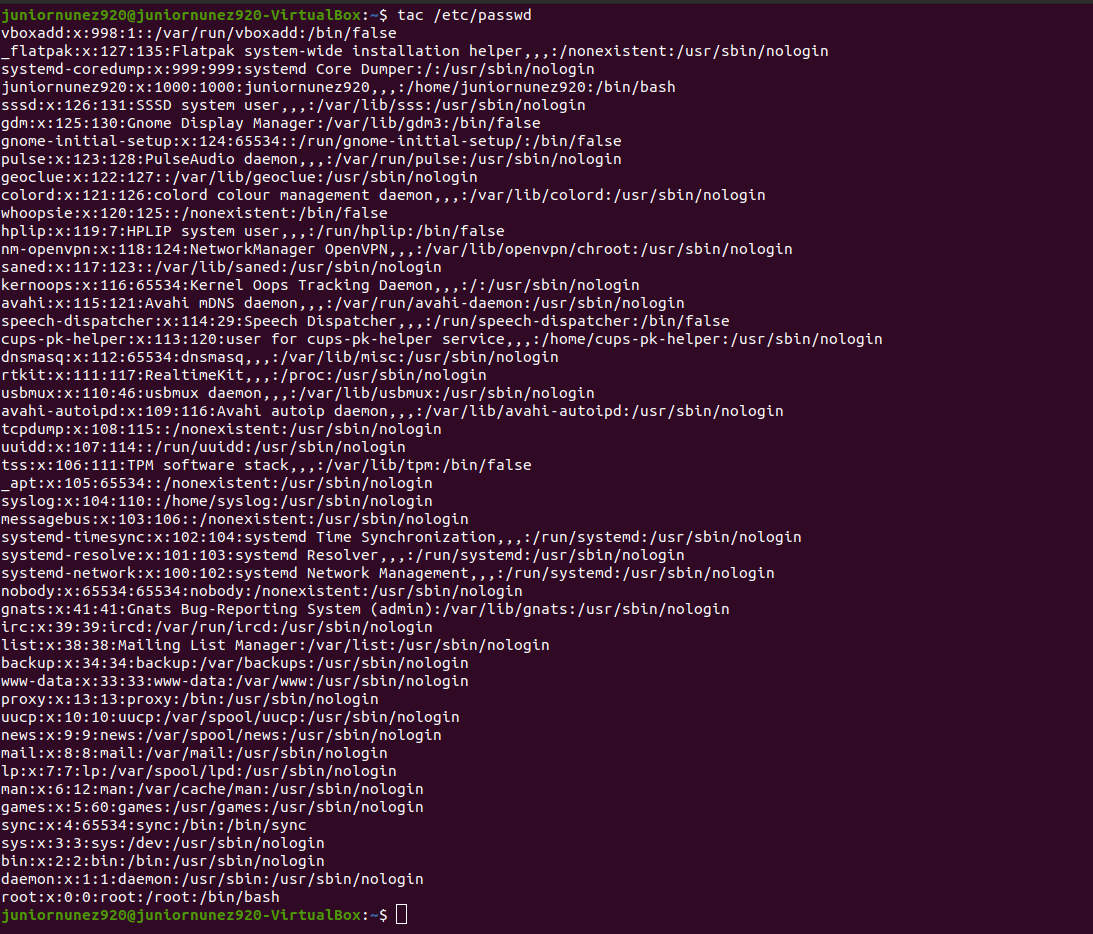 juniornunez920@juniornunez920-VirtualBox:~$ tac /etc/passwd
vboxadd:x:998:1::/var/run/vboxadd:/bin/false
_flatpak:x:127:135:Flatpak system-wide installation helper,,,:/nonexistent:/usr/sbin/nologin
systemd-coredump:x:999:999:systemd Core Dumper:/:/usr/sbin/nologin
juniornunez920:x:1000:1000:juniornunez920,,,:/home/juniornunez920:/bin/bash
sssd:x:126:131:SSSD system user,,,:/var/lib/sss:/usr/sbin/nologin
gdm:x:125:130:Gnome Display Manager:/var/lib/gdm3:/bin/false
gnome-initial-setup:x:124:65534::/run/gnome-initial-setup/:/bin/false
pulse:x:123:128:PulseAudio daemon,,,:/var/run/pulse:/usr/sbin/nologin
geoclue:x:122:127::/var/lib/geoclue:/usr/sbin/nologin
colord:x:121:126:colord colour management daemon,,,:/var/lib/colord:/usr/sbin/nologin
whoopsie:x:120:125::/nonexistent:/bin/false
hplip:x:119:7:HPLIP system user,,,:/run/hplip:/bin/false
nm-openvpn:x:118:124:NetworkManager OpenVPN,,,:/var/lib/openvpn/chroot:/usr/sbin/nologin
saned:x:117:123::/var/lib/saned:/usr/sbin/nologin
kernoops:x:116:65534:Kernel Oops Tracking Daemon,,,:/:/usr/sbin/nologin
avahi:x:115:121:Avahi mDNS daemon,,,:/var/run/avahi-daemon:/usr/sbin/nologin
speech-dispatcher:x:114:29:Speech Dispatcher,,,:/run/speech-dispatcher:/bin/false
cups-pk-helper:x:113:120:user for cups-pk-helper service,,,:/home/cups-pk-helper:/usr/sbin/nologin
dnsmasq:x:112:65534:dnsmasq,,,:/var/lib/misc:/usr/sbin/nologin
rtkit:x:111:117:RealtimeKit,,,:/proc:/usr/sbin/nologin
usbmux:x:110:46:usbmux daemon,,,:/var/lib/usbmux:/usr/sbin/nologin
avahi-autoipd:x:109:116:Avahi autoip daemon,,,:/var/lib/avahi-autoipd:/usr/sbin/nologin
tcpdump:x:108:115::/nonexistent:/usr/sbin/nologin
uuidd:x:107:114::/run/uuidd:/usr/sbin/nologin
tss:x:106:111:TPM software stack,,,:/var/lib/tpm:/bin/false
_apt:x:105:65534::/nonexistent:/usr/sbin/nologin
syslog:x:104:110::/home/syslog:/usr/sbin/nologin
messagebus:x:103:106::/nonexistent:/usr/sbin/nologin
systemd-timesync:x:102:104:systemd Time Synchronization,,,:/run/systemd:/usr/sbin/nologin
systemd-resolve:x:101:103:systemd Resolver,,,:/run/systemd:/usr/sbin/nologin
systemd-network:x:100:102:systemd Network Management,,,:/run/systemd:/usr/sbin/nologin
nobody:x:65534:65534:nobody:/nonexistent:/usr/sbin/nologin
gnats:x:41:41:Gnats Bug-Reporting System (admin):/var/lib/gnats:/usr/sbin/nologin
irc:x:39:39:ircd:/var/run/ircd:/usr/sbin/nologin
list:x:38:38:Mailing List Manager:/var/list:/usr/sbin/nologin
backup:x:34:34:backup:/var/backups:/usr/sbin/nologin
www-data:x:33:33:www-data:/var/www:/usr/sbin/nologin
proxy:x:13:13:proxy:/bin:/usr/sbin/nologin
uucp:x:10:10:uucp:/var/spool/uucp:/usr/sbin/nologin
news:x:9:9:news:/var/spool/news:/usr/sbin/nologin
mail:x:8:8:mail:/var/mail:/usr/sbin/nologin
lp:x:7:7:lp:/var/spool/lpd:/usr/sbin/nologin
man:x:6:12:man:/var/cache/man:/usr/sbin/nologin
games:x:5:60:games:/usr/games:/usr/sbin/nologin
sync:x:4:65534:sync:/bin:/bin/sync
sys:x:3:3:sys:/dev:/usr/sbin/nologin
bin:x:2:2:bin:/bin:/usr/sbin/nologin
daemon:x:1:1:daemon:/usr/sbin:/usr/sbin/nologin
root:x:0:0:root:/root:/bin/bash
juniornunez920@juniornunez920-VirtualBox:~$